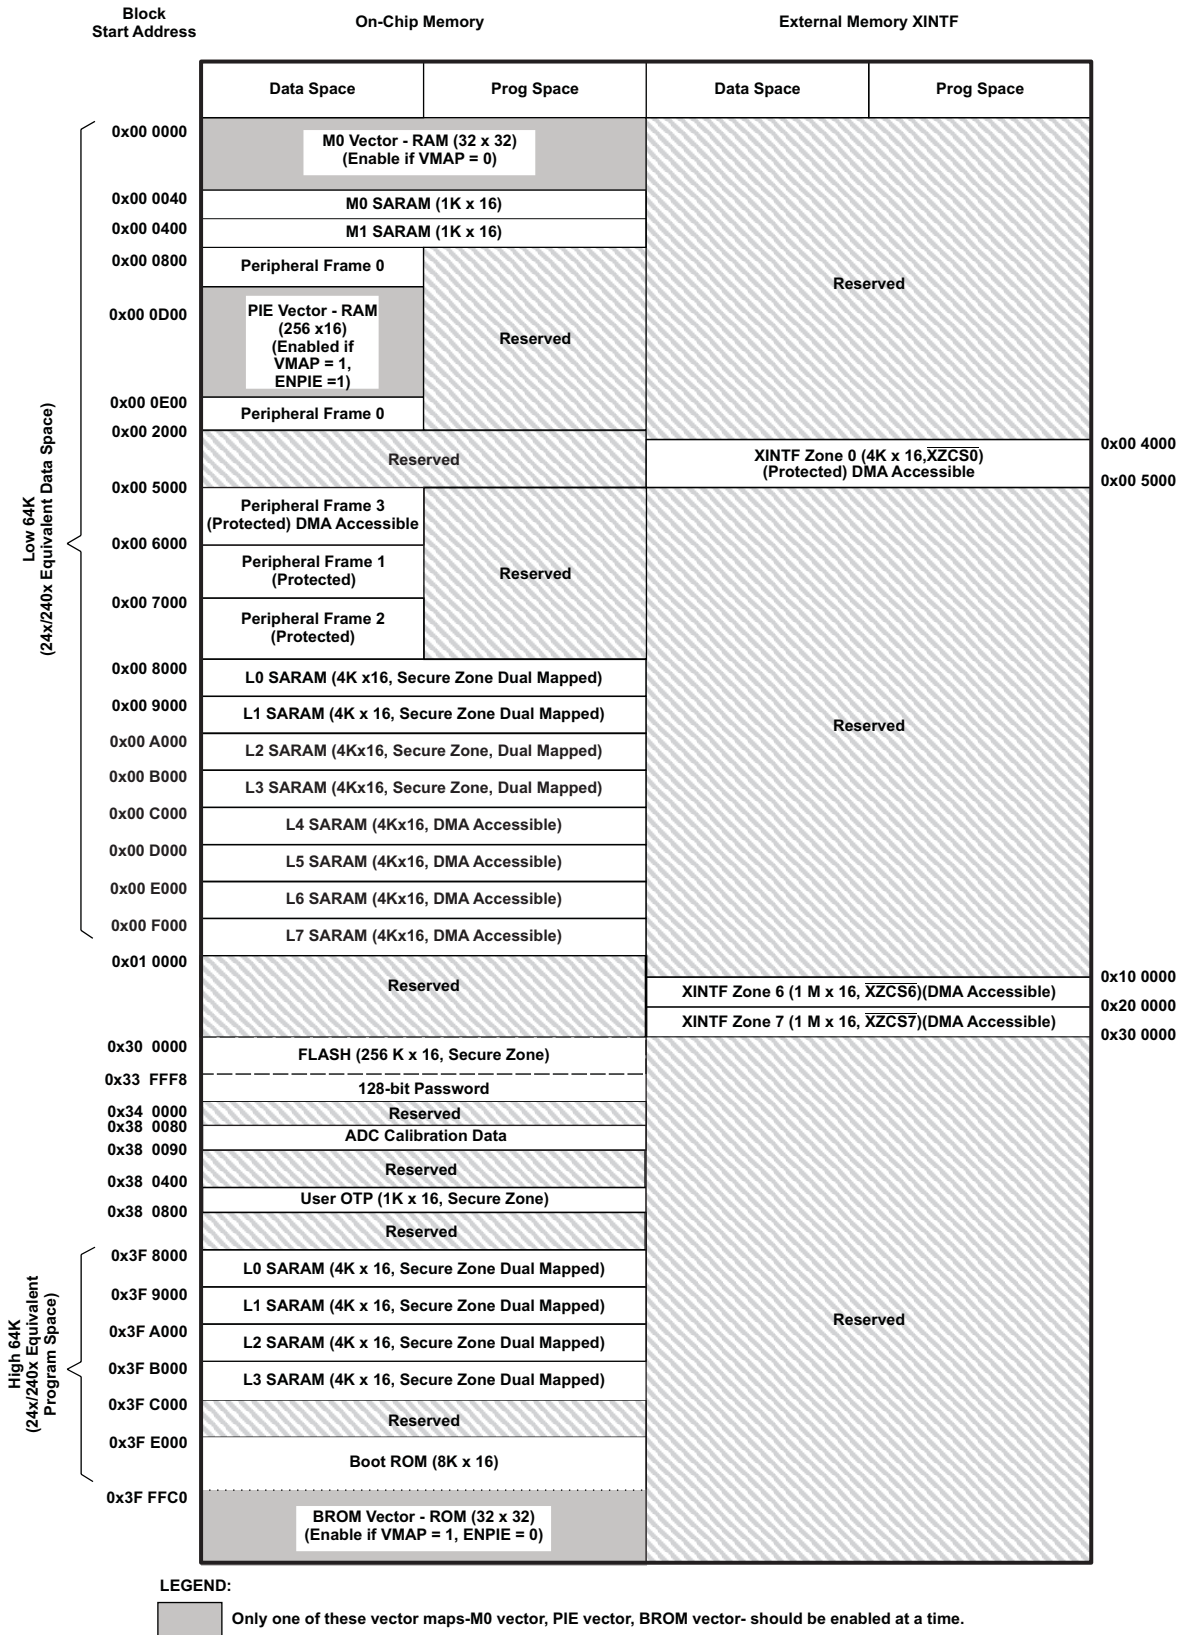 Block
Start Address
On-Chip Memory
External Memory XINTF
Data Space
Prog Space
Data Space
Prog Space
0x00 0000
M0 Vector - RAM (32 x 32)
(Enable if VMAP = 0)
0x00 0040
M0 SARAM (1K x 16)
0x00 0400
M1 SARAM (1K x 16)
0x00 0800
Peripheral Frame 0
Reserved
0x00 0D00
PIE Vector - RAM
(256 x16)
(Enabled if
VMAP = 1,
ENPIE =1)
Reserved
0x00 0E00
Peripheral Frame 0
0x00 2000
Reserved
XINTF Zone 0 (4K x 16,XZCS0)
(Protected) DMA Accessible
0x00 4000
0x00 5000
Low 64K
(24x/240x Equivalent Data Space)
0x00 5000
Peripheral Frame 3
(Protected) DMA Accessible
0x00 6000
Peripheral Frame 1
(Protected)
Reserved
0x00 7000
Peripheral Frame 2
(Protected)
0x00 8000
L0 SARAM (4K x16, Secure Zone Dual Mapped)
0x00 9000
L1 SARAM (4K x 16, Secure Zone Dual Mapped)
Reserved
0x00 A000
L2 SARAM (4Kx16, Secure Zone, Dual Mapped)
0x00 B000
L3 SARAM (4Kx16, Secure Zone, Dual Mapped)
0x00 C000
L4 SARAM (4Kx16, DMA Accessible)
0x00 D000
L5 SARAM (4Kx16, DMA Accessible)
0x00 E000
L6 SARAM (4Kx16, DMA Accessible)
0x00 F000
L7 SARAM (4Kx16, DMA Accessible)
0x01 0000
Reserved
0x10 0000
XINTF Zone 6 (1 M x 16, XZCS6)(DMA Accessible)
0x20 0000
XINTF Zone 7 (1 M x 16, XZCS7)(DMA Accessible)
0x30 0000
0x30 0000
FLASH (256 K x 16, Secure Zone)
0x33 FFF8
128-bit Password
0x34 0000
Reserved
0x38 0080
ADC Calibration Data
0x38 0090
Reserved
0x38 0400
User OTP (1K x 16, Secure Zone)
0x38 0800
Reserved
High 64K
(24x/240x Equivalent
Program Space)
0x3F 8000
L0 SARAM (4K x 16, Secure Zone Dual Mapped)
0x3F 9000
L1 SARAM (4K x 16, Secure Zone Dual Mapped)
Reserved
0x3F A000
L2 SARAM (4K x 16, Secure Zone Dual Mapped)
0x3F B000
L3 SARAM (4K x 16, Secure Zone Dual Mapped)
0x3F C000
Reserved
0x3F E000
Boot ROM (8K x 16)
0x3F FFC0
BROM Vector - ROM (32 x 32)
(Enable if VMAP = 1, ENPIE = 0)
LEGEND:
Only one of these vector maps-M0 vector, PIE vector, BROM vector- should be enabled at a time.